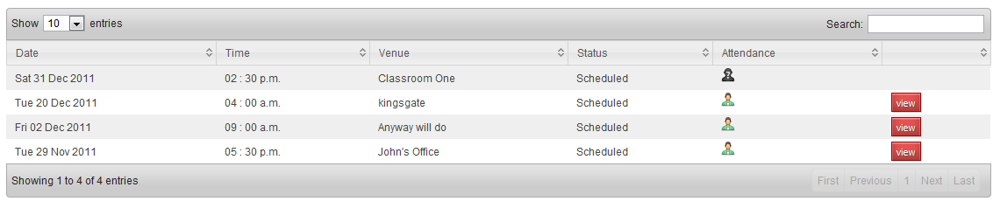 Show 10 entries Search:
Date Time Venue Status Attendance
Sat 31 Dec 2011 02 : 30 p.m. Classroom One Scheduled
Tue 20 Dec 2011 04 : 00 a.m. kingsgate Scheduled view
Fri 02 Dec 2011 09 : 00 a.m. Anyway will do Scheduled view
Tue 29 Nov 2011 05 : 30 p.m. John's Office Scheduled view
Showing 1 to 4 of 4 entries First Previous 1 Next Last